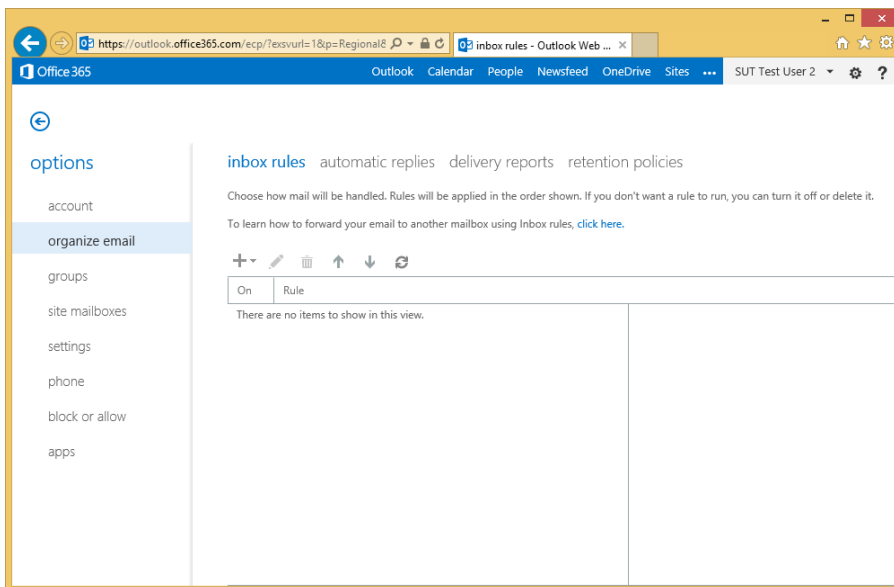 https://outlook.office365.com/ecp/?exsvurl=1&p=Regional&
inbox rules - Outlook Web ...
Office 365
Outlook Calendar People Newsfeed OneDrive Sites ... SUT Test User 2 ?
options
account
organize email
groups
site mailboxes
settings
phone
block or allow
apps
inbox rules automatic replies delivery reports retention policies
Choose how mail will be handled. Rules will be applied in the order shown. If you don't want a rule to run, you can turn it off or delete it.
To learn how to forward your email to another mailbox using Inbox rules, click here.
On Rule
There are no items to show in this view.